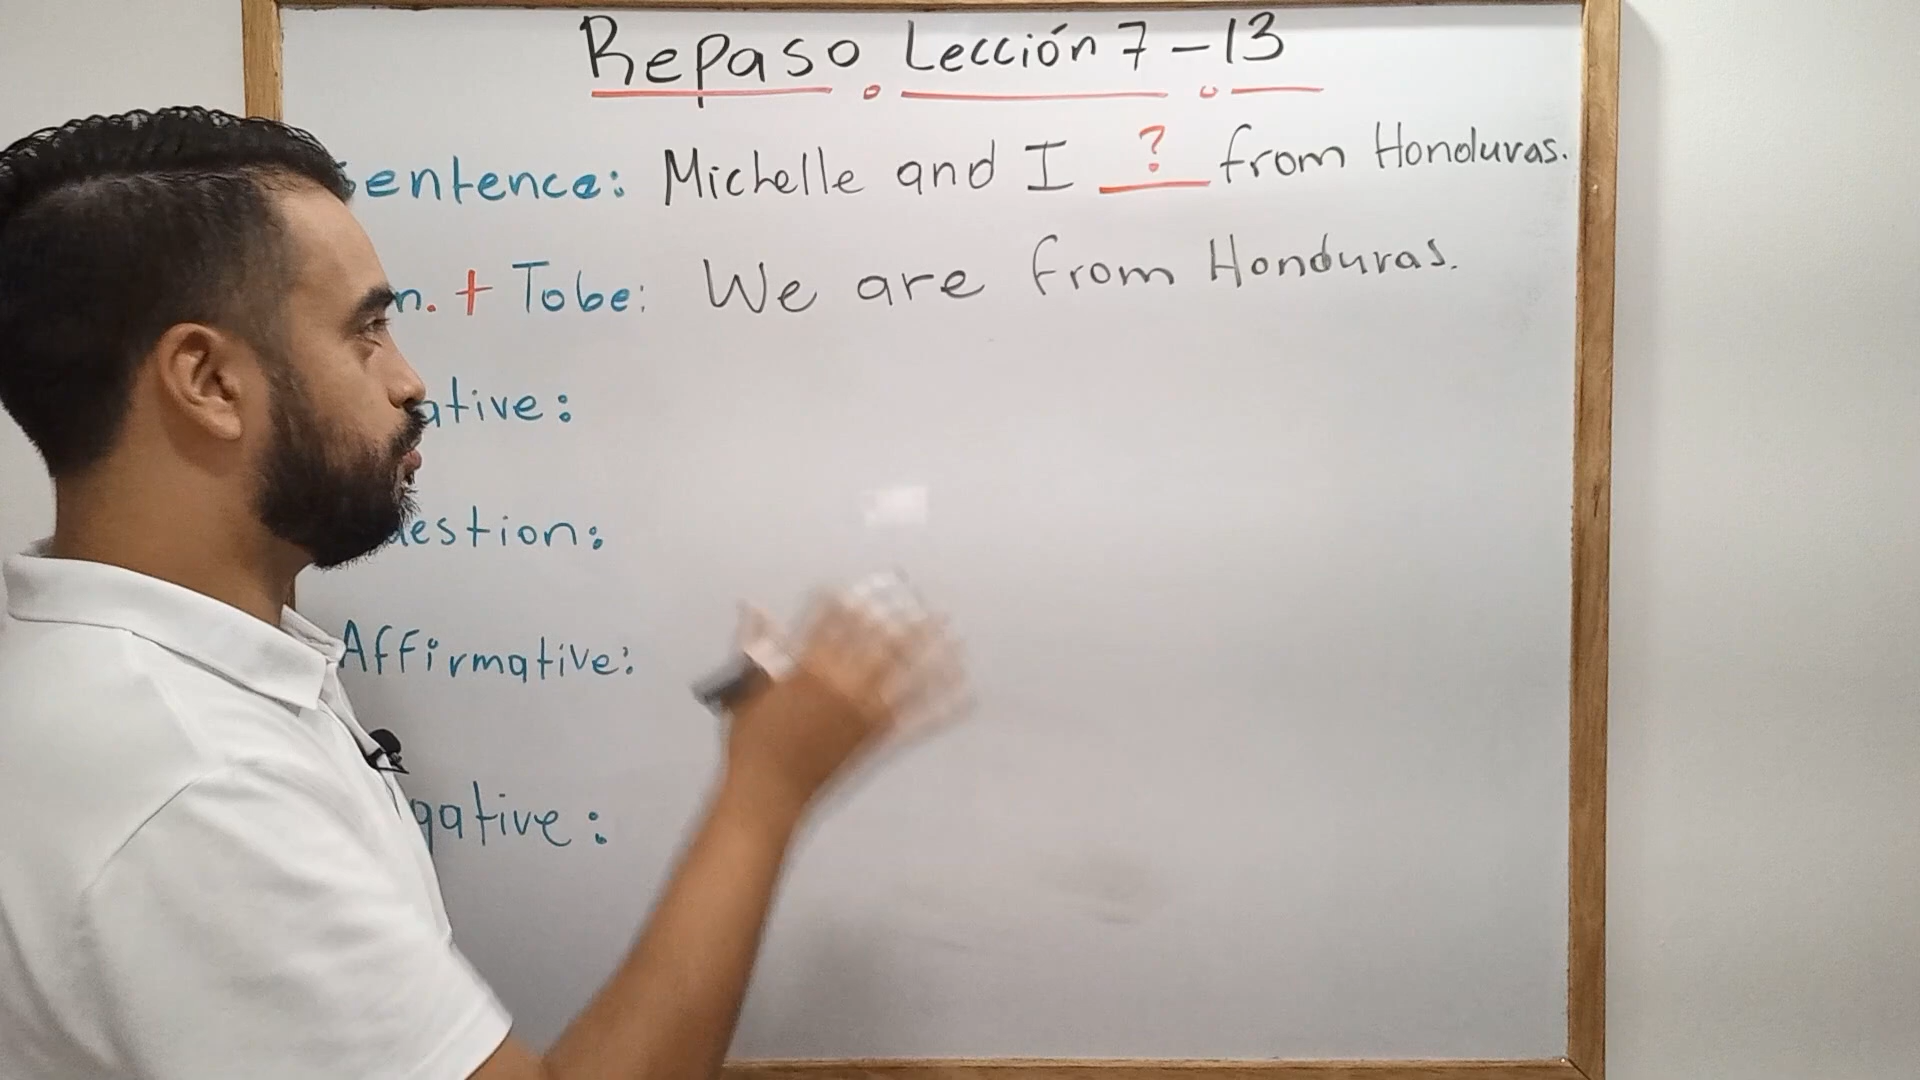 Repaso Lección 7-13
entence: Michelle and I ? from Honduras.
n. + Tobe: We are from Honduras.
ative:
estion:
Affirmative:
gative: